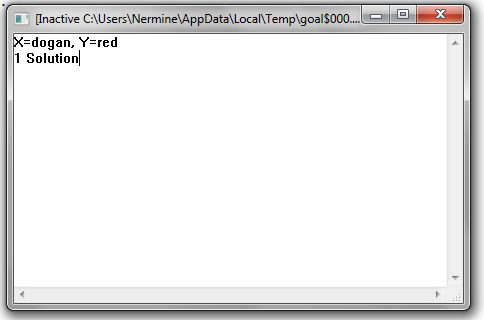 [Inactive C:\Users\Nermine\AppData\Local\Temp\goal$000....
X=dogan, Y=red
1 Solution